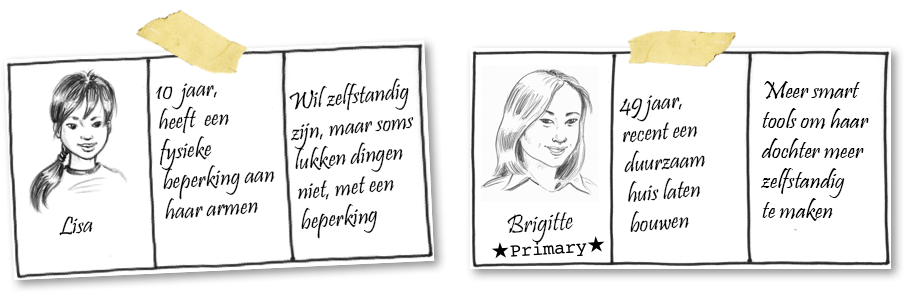 Lisa
10 jaar,
heeft een
fysieke
beperking aan
haar armen
Wil zelfstandig
zijn, maar soms
lukken dingen
niet, met een
beperking
Brigitte
★Primary★
49 jaar,
recent een
duurzaam
huis laten
bouwen
Meer smart
tools om haar
dochter meer
zelfstandig
te maken